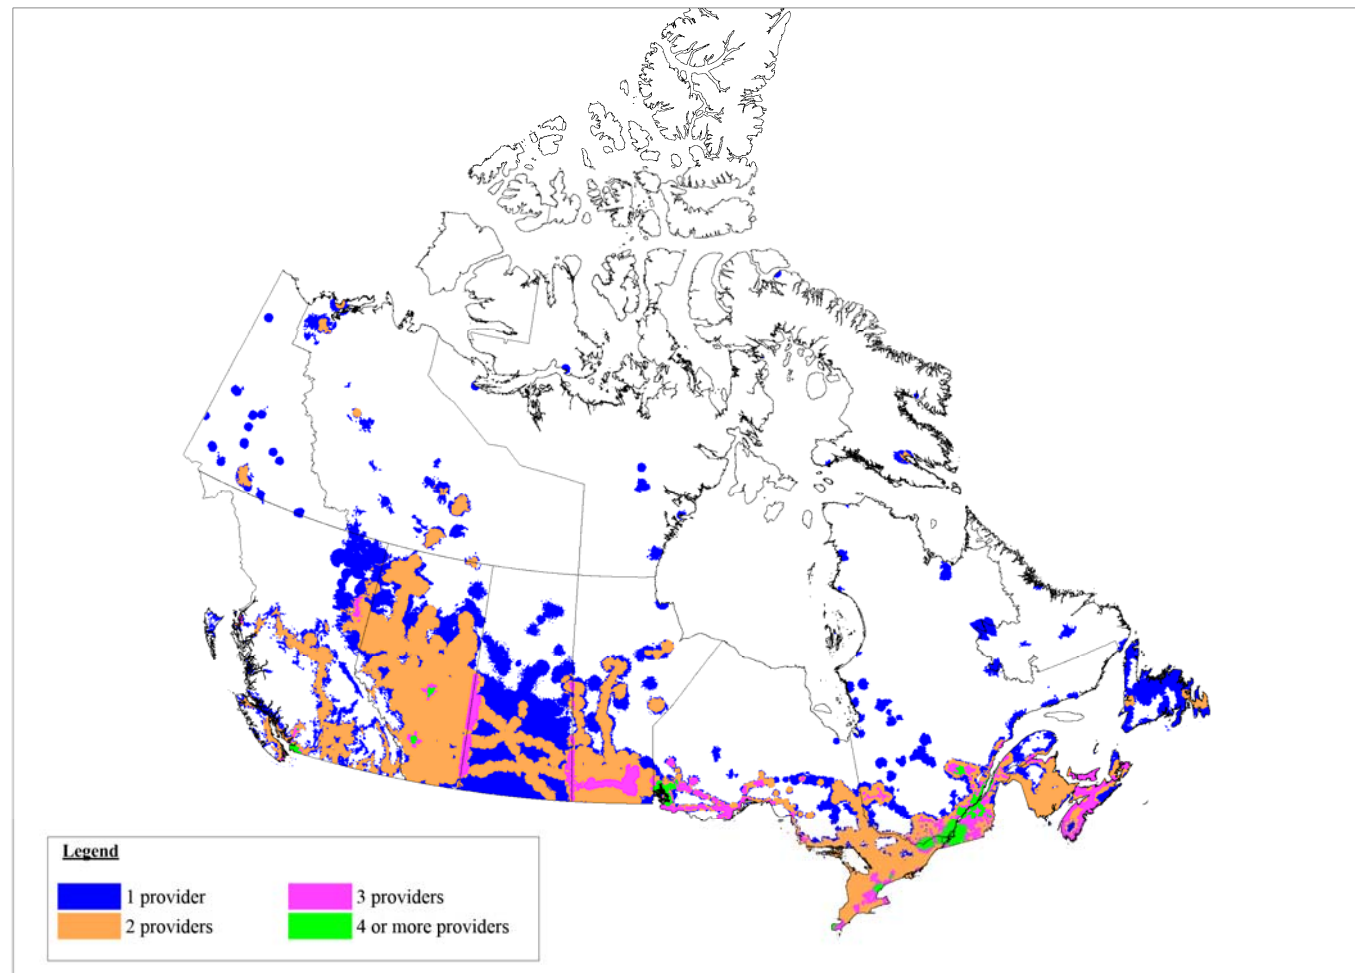 Legend
1 provider
3 providers
2 providers
4 or more providers